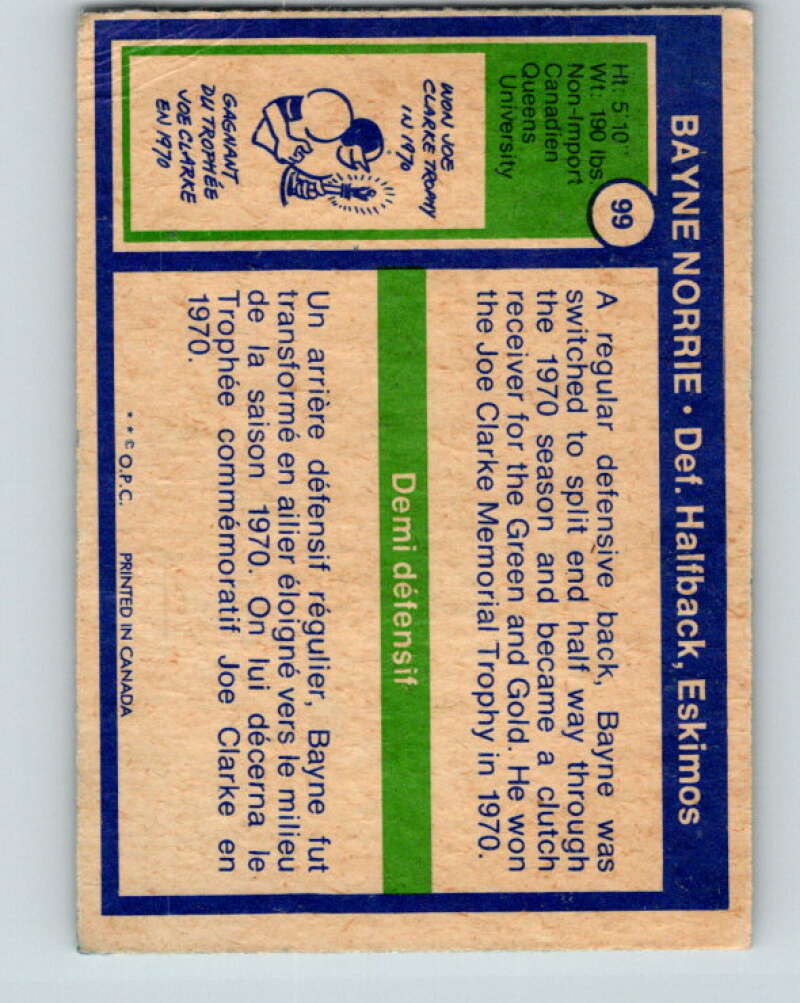 BAYNE NORRIE • Def. Halfback, Eskimos
99
Ht: 5'10"
Wt: 190 lbs
Non-Import
Canadien
Queens
University
WON JOE
CLARKE TROPHY
IN 1970
GAGNANT
DU TROPHÉE
JOE CLARKE
EN 1970
A regular defensive back, Bayne was
switched to split end half way through
the 1970 season and became a clutch
receiver for the Green and Gold. He won
the Joe Clarke Memorial Trophy in 1970.
Demi défensif
Un arrière défensif régulier, Bayne fut
transformé en ailier éloigné vers le milieu
de la saison 1970. On lui décerna le
Trophée commémoratif Joe Clarke en
1970.
* * © O.P.C. PRINTED IN CANADA